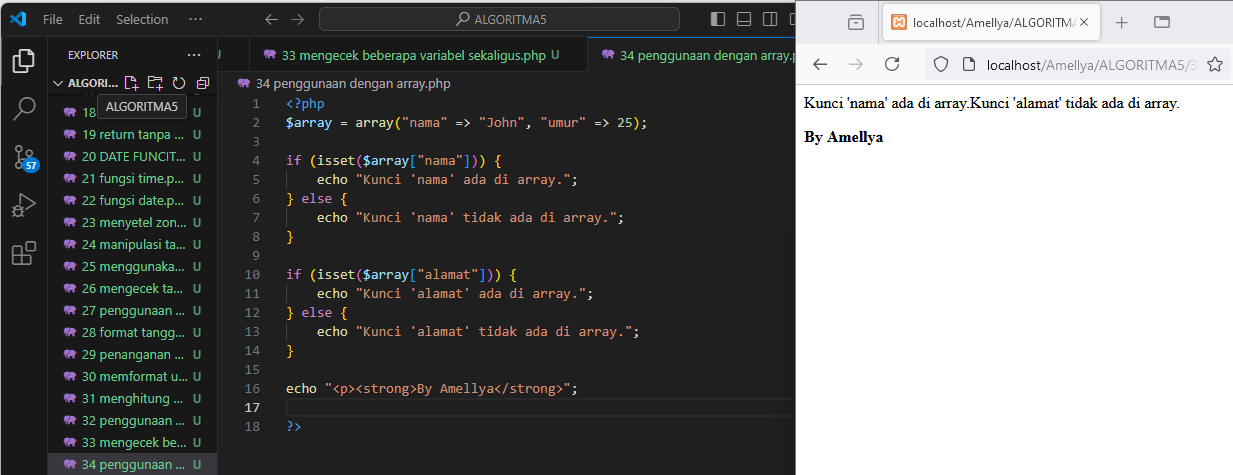 File Edit Selection ··· ALGORITMA5
EXPLORER ···
ALGORI...
ALGORITMA5
18
19 return tanpa ... U
20 DATE FUNCIT... U
21 fungsi time.p... U
22 fungsi date.p... U
23 menyetel zon... U
24 manipulasi ta... U
25 menggunaka... U
26 mengecek ta... U
27 penggunaan ... U
28 format tangg... U
29 penanganan ... U
30 memformat u... U
31 menghitung ... U
32 penggunaan ... U
33 mengecek be... U
34 penggunaan ... U
57
33 mengecek beberapa variabel sekaligus.php U
34 penggunaan dengan array.p
34 penggunaan dengan array.php
1 <?php
2 $array = array("nama" => "John", "umur" => 25);
3
4 if (isset($array["nama"])) {
5 echo "Kunci 'nama' ada di array.";
6 } else {
7 echo "Kunci 'nama' tidak ada di array.";
8 }
9
10 if (isset($array["alamat"])) {
11 echo "Kunci 'alamat' ada di array.";
12 } else {
13 echo "Kunci 'alamat' tidak ada di array.";
14 }
15
16 echo "<p><strong>By Amellya</strong>";
17
18 ?>
localhost/Amellya/ALGORITMA
localhost/Amellya/ALGORITMA5/3
Kunci 'nama' ada di array.Kunci 'alamat' tidak ada di array.
By Amellya